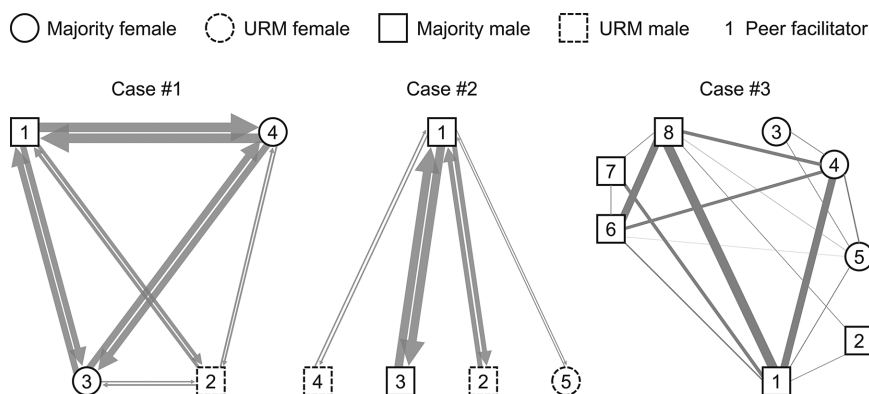 Majority female URM female Majority male URM male 1 Peer facilitator
Case #1 Case #2 Case #3
1 4 1 8 3
4
7
6
5
2
3 2 4 3 2 5 1